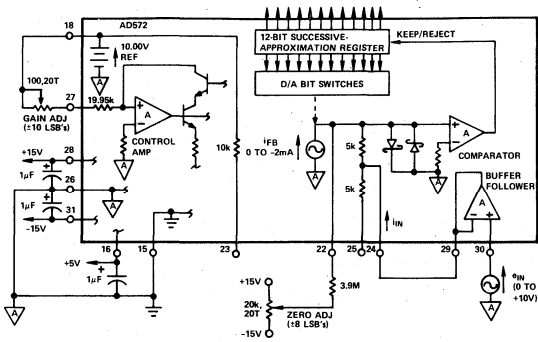 18
AD572
10.00V
REF
A
12-BIT SUCCESSIVE-
APPROXIMATION REGISTER
KEEP/REJECT
D/A BIT SWITCHES
100,20T
27
19.95k
GAIN ADJ
(±10 LSB's)
+
A
−
CONTROL
AMP
A
10k
iFB
0 TO -2mA
A
5k
5k
+
A
−
COMPARATOR
A
BUFFER
FOLLOWER
A
−
+
iIN
+15V
28
+
1µF
26
A
+
1µF
31
-15V
16
15
23
22
25
24
29
30
+5V
+
1µF
A
A
+15V
20k,
20T
-15V
3.9M
ZERO ADJ
(±8 LSB's)
eIN
(0 TO
+10V)
A